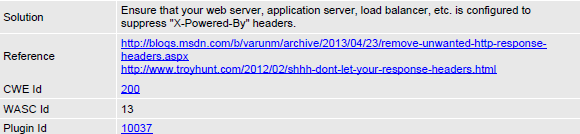 Solution
Ensure that your web server, application server, load balancer, etc. is configured to
suppress "X-Powered-By" headers.
Reference
http://blogs.msdn.com/b/varunm/archive/2013/04/23/remove-unwanted-http-response-
headers.aspx
http://www.troyhunt.com/2012/02/shhh-dont-let-your-response-headers.html
CWE Id
200
WASC Id
13
Plugin Id
10037